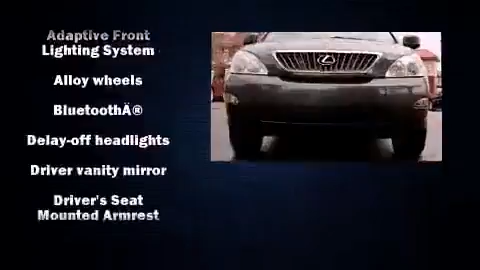 Adaptive Front
Lighting System
Alloy wheels
BluetoothÂ®
Delay-off headlights
Driver vanity mirror
Driver's Seat
Mounted Armrest